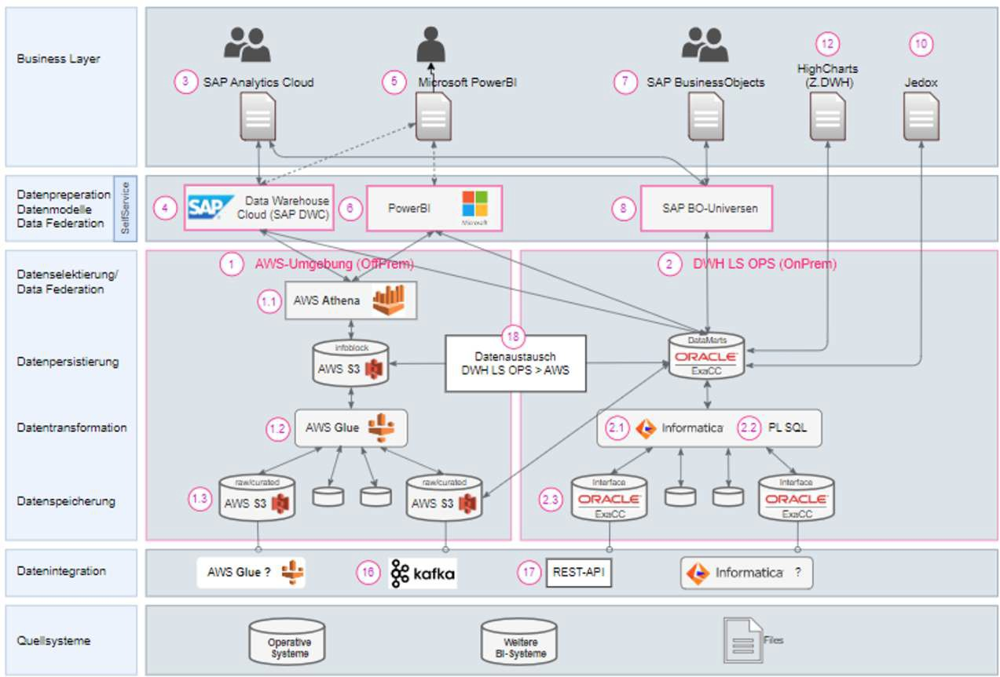 Business Layer
3
SAP Analytics Cloud
5
Microsoft PowerBI
7
SAP BusinessObjects
12
HighCharts
(Z.DWH)
10
Jedox
Datenpreperation
Datenmodelle
Data Federation
SelfService
4
SAP
Data Warehouse
Cloud (SAP DWC)
6
PowerBI
Microsoft
8
SAP BO-Universen
Datenselektierung/
Data Federation
1
AWS-Umgebung (OffPrem)
2
DWH LS OPS (OnPrem)
1.1
AWS Athena
Datenpersistierung
infoblock
AWS S3
18
Datenaustausch
DWH LS OPS > AWS
DataMarts
ORACLE
ExaCC
Datentransformation
1.2
AWS Glue
2.1
Informatica
2.2
PL SQL
Datenspeicherung
1.3
raw/curated
AWS S3
raw/curated
AWS S3
2.3
Interface
ORACLE
ExaCC
Interface
ORACLE
ExaCC
Datenintegration
AWS Glue ?
16
kafka
17
REST-API
Informatica ?
Quellsysteme
Operative
Systeme
Weitere
BI-Systeme
Files